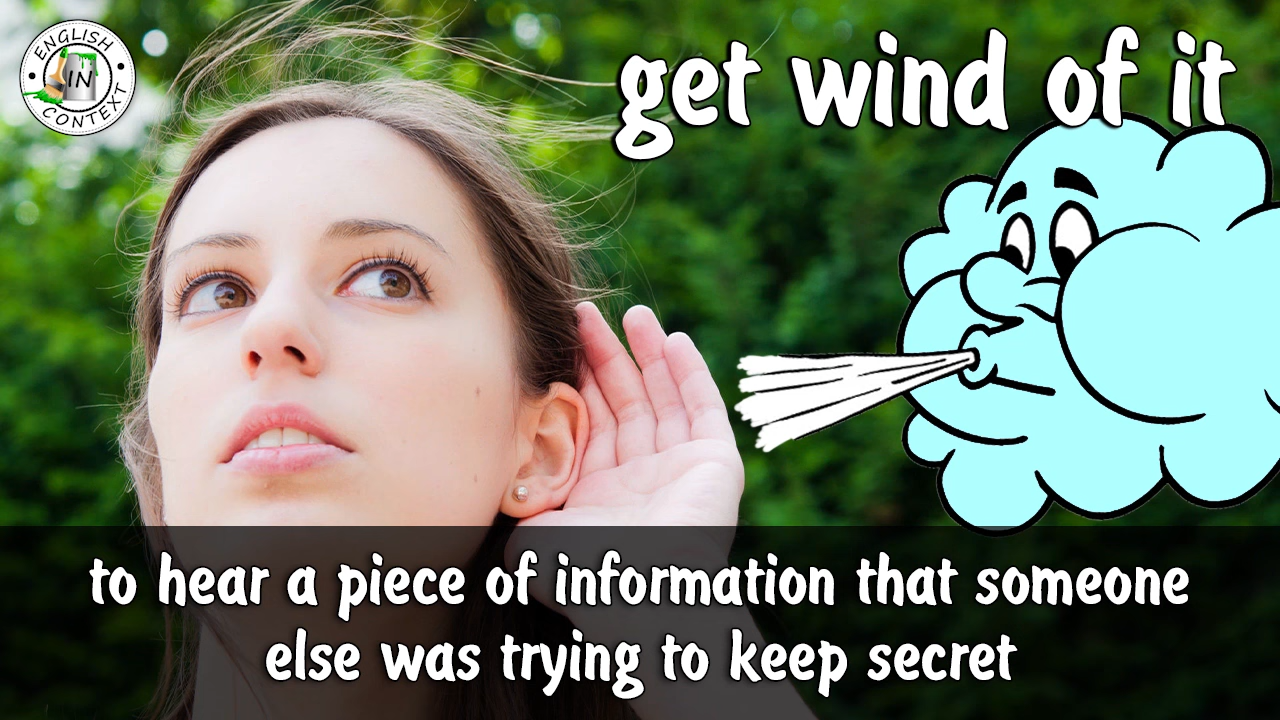 ENGLISH
IN
CONTEXT
get wind of it
to hear a piece of information that someone
else was trying to keep secret